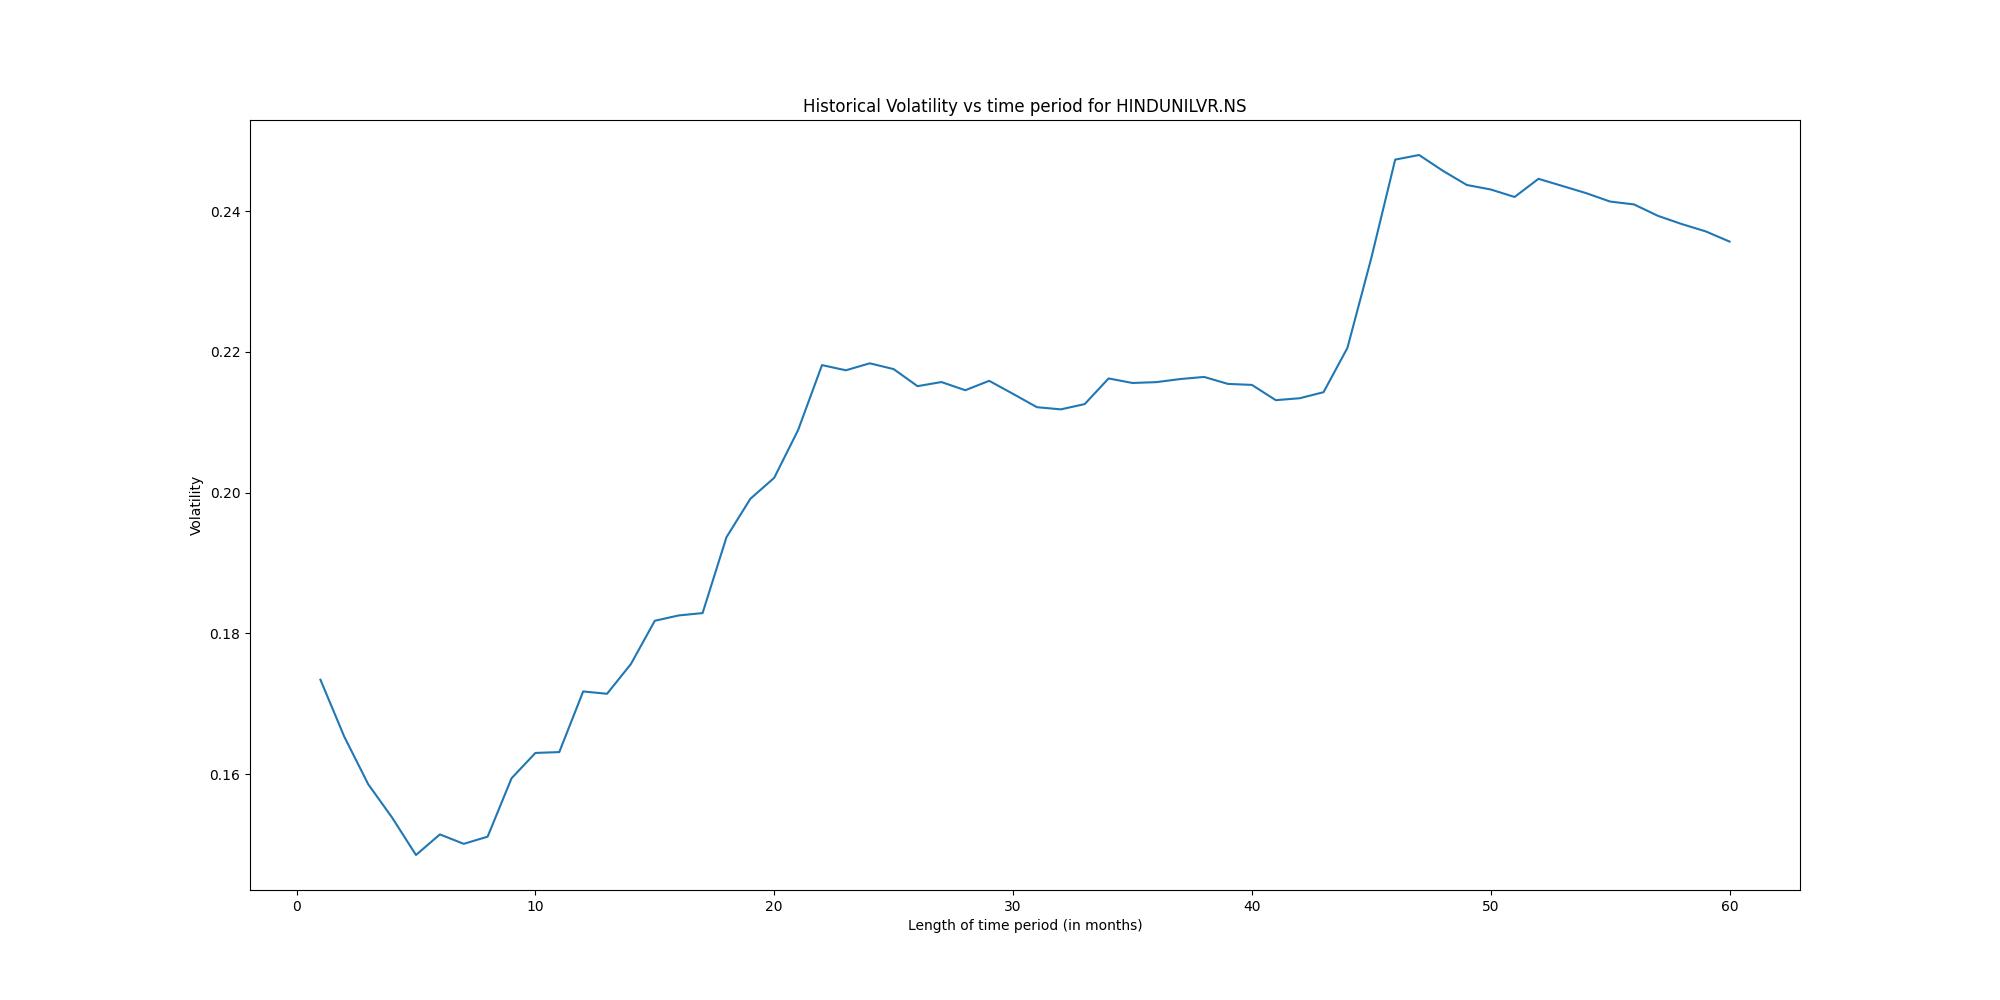 Historical Volatility vs time period for HINDUNILVR.NS
Volatility
0.24
0.22
0.20
0.18
0.16
0 10 20 30 40 50 60
Length of time period (in months)